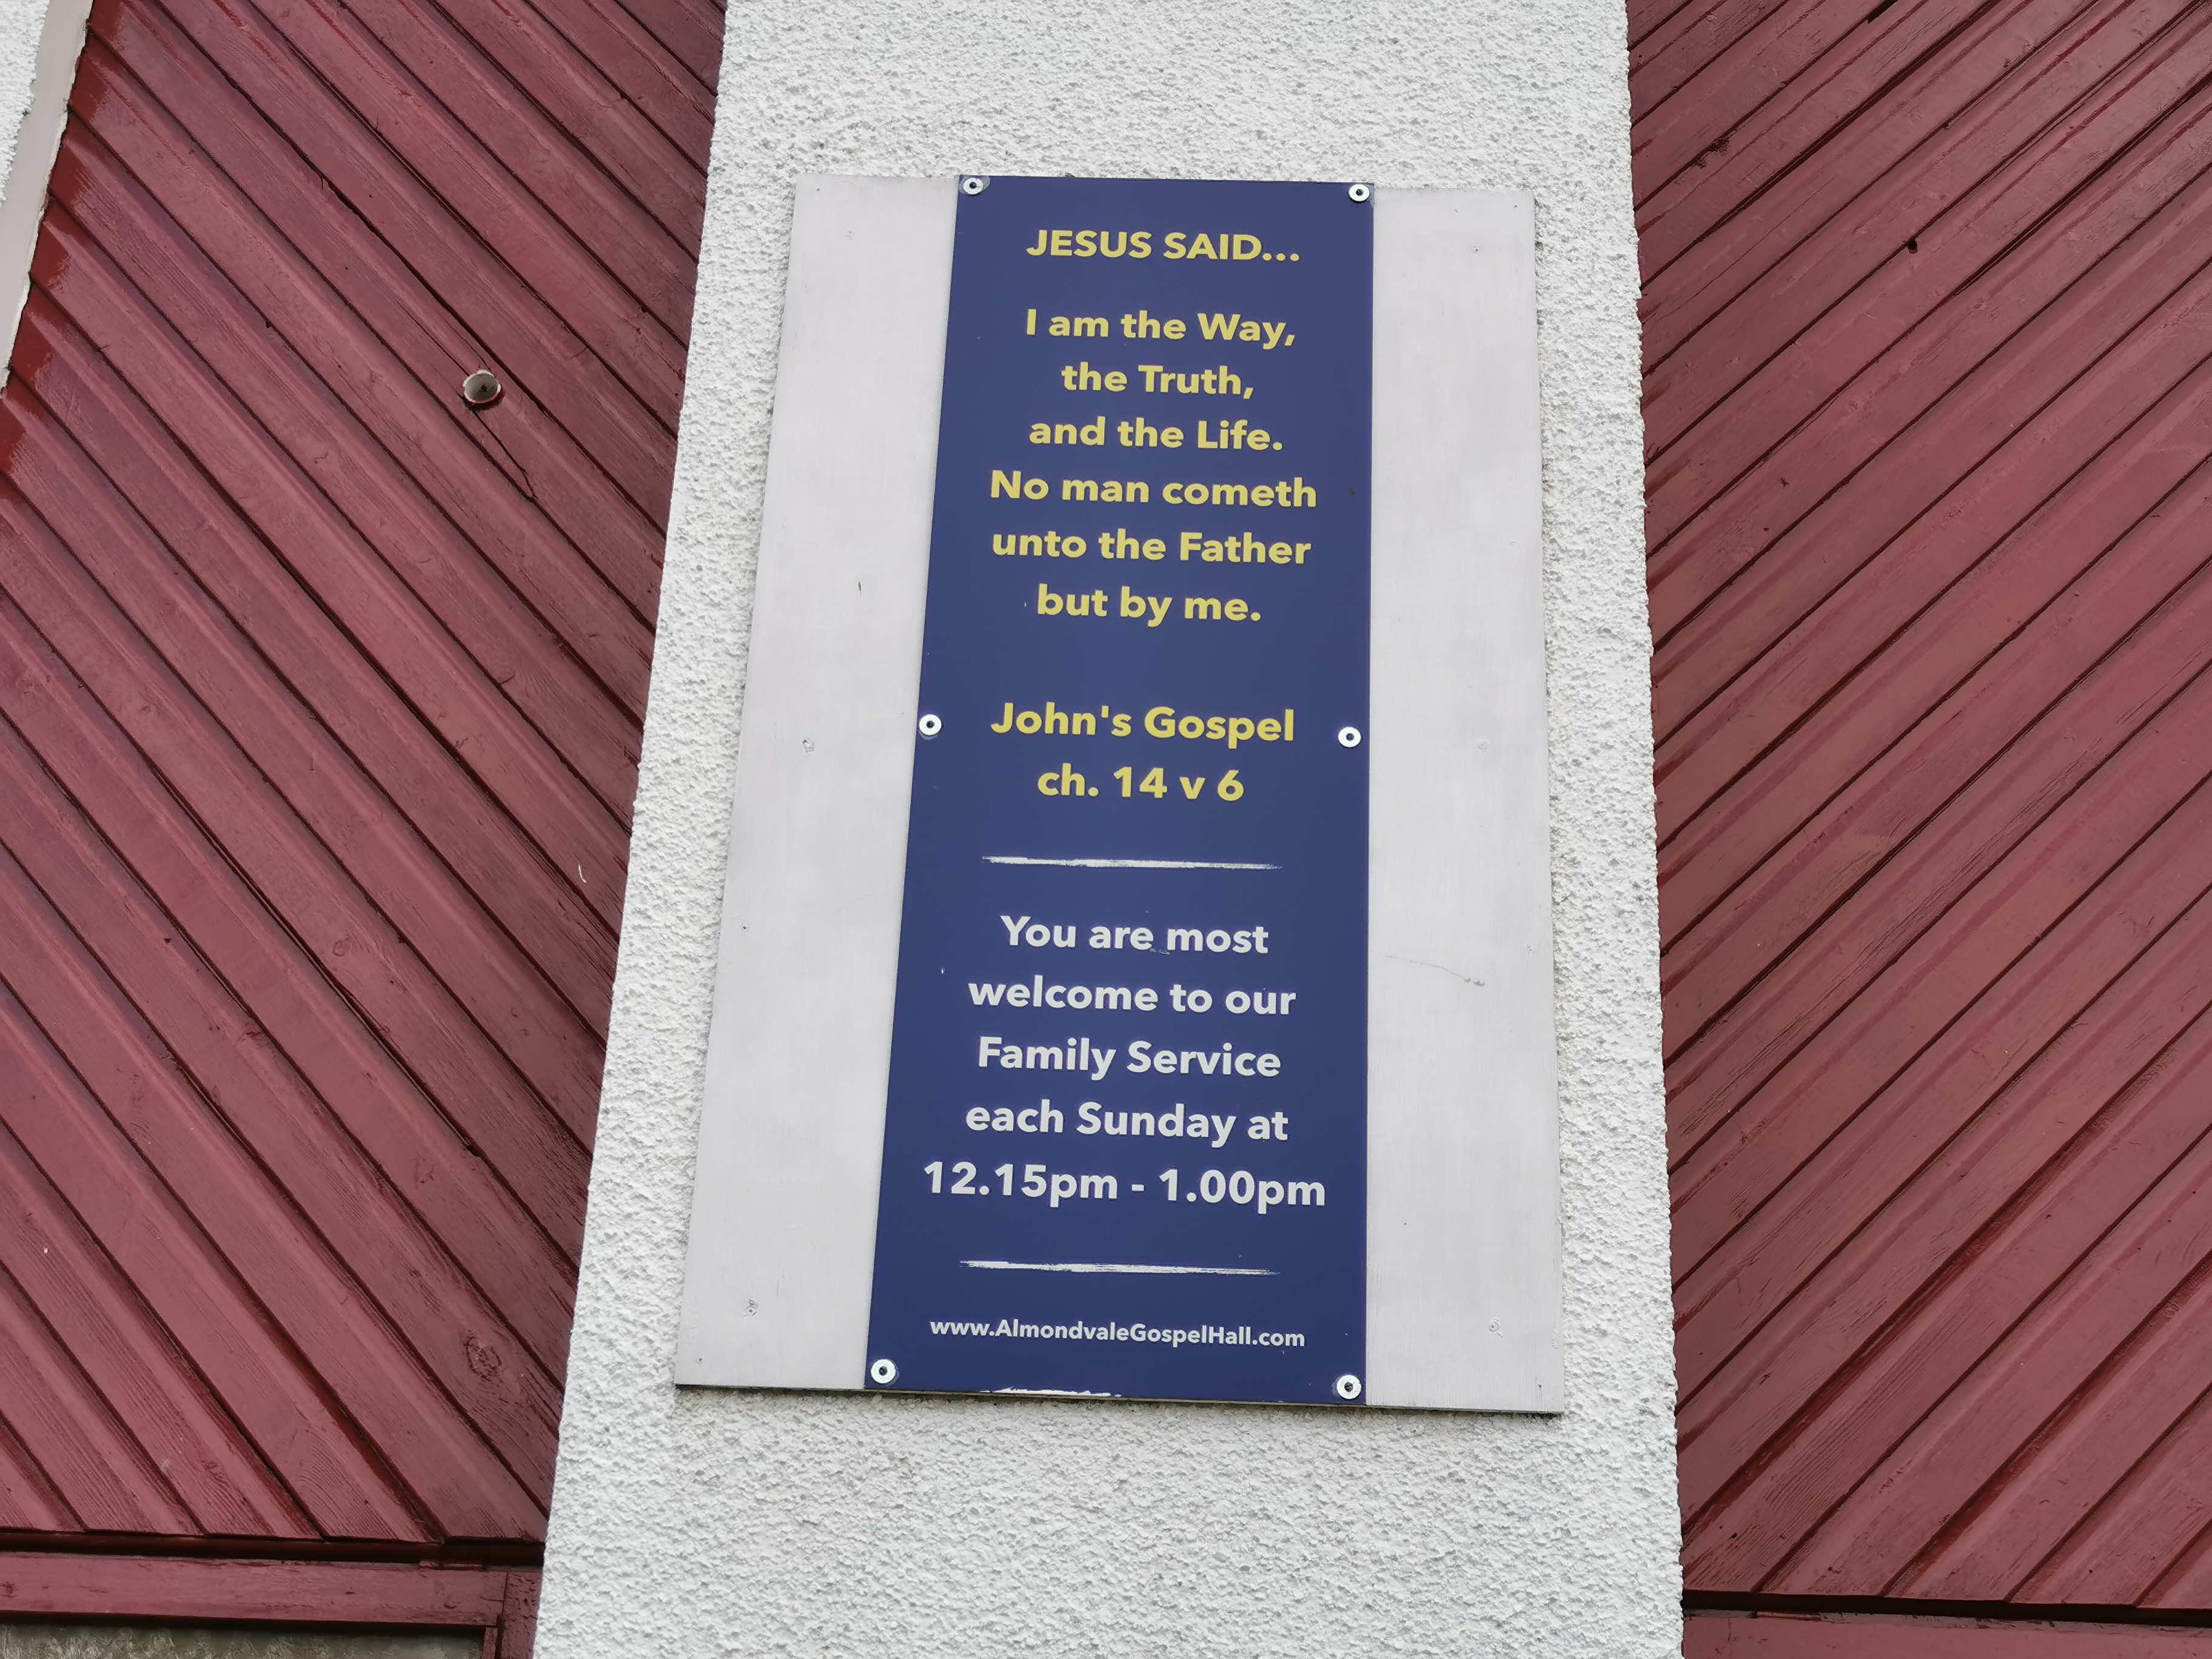 JESUS SAID...
I am the Way,
the Truth,
and the Life.
No man cometh
unto the Father
but by me.
John's Gospel
ch. 14 v 6
You are most
welcome to our
Family Service
each Sunday at
12.15pm - 1.00pm
www.AlmondvaleGospelHall.com